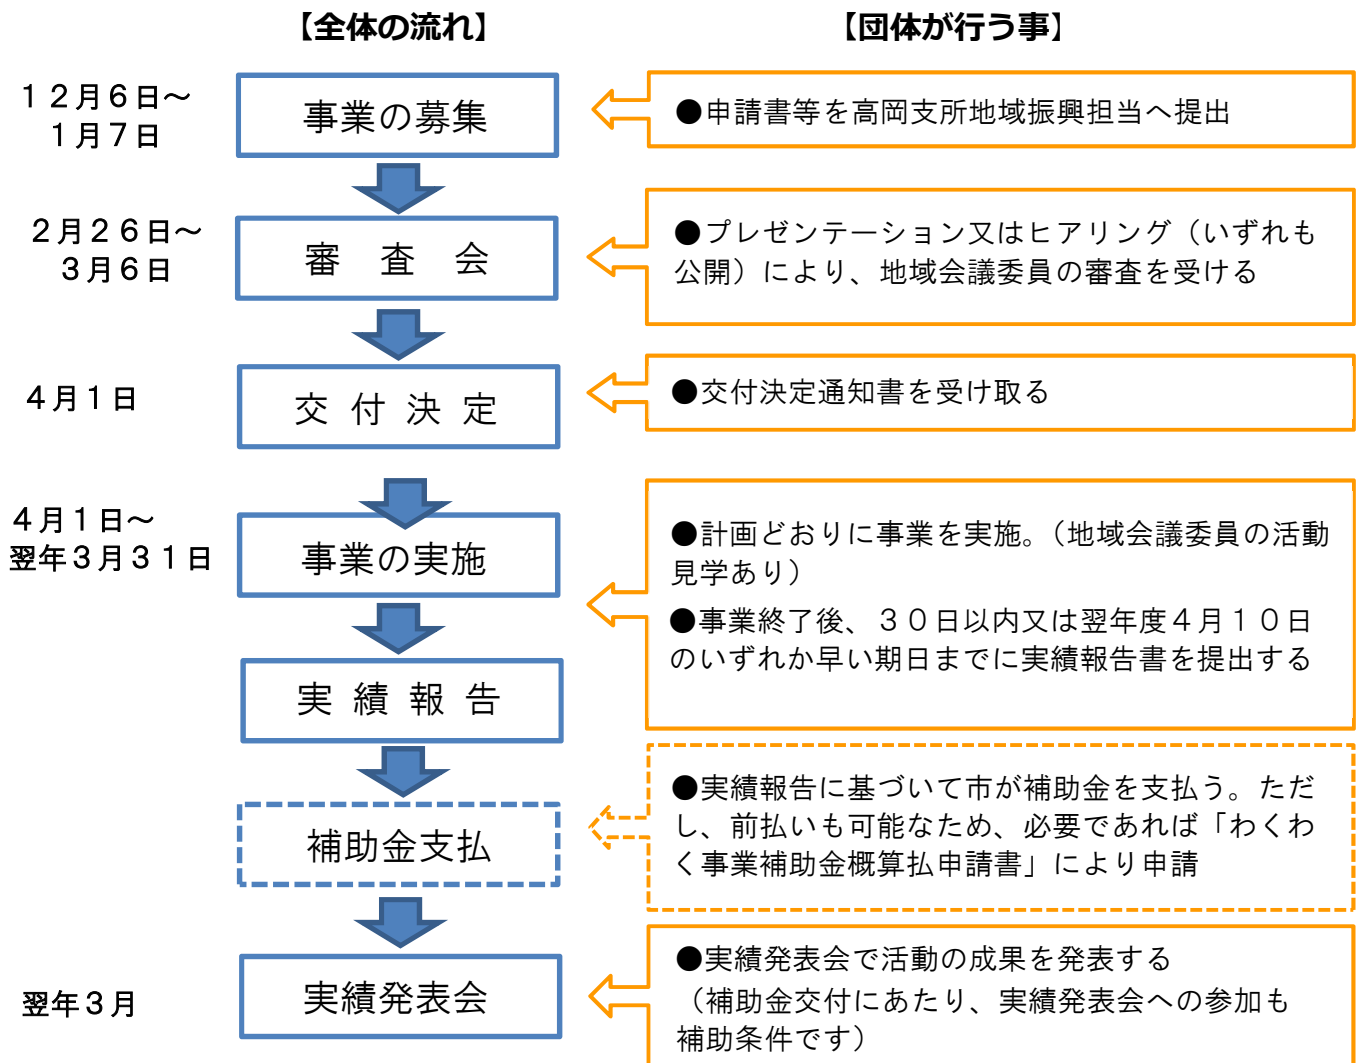 【全体の流れ】
【団体が行う事】
１２月６日～
１月７日
事業の募集
●申請書等を高岡支所地域振興担当へ提出
２月２６日～
３月６日
審　査　会
●プレゼンテーション又はヒアリング（いずれも
公開）により、地域会議委員の審査を受ける
４月１日
交 付 決 定
●交付決定通知書を受け取る
４月１日～
翌年３月３１日
事業の実施
●計画どおりに事業を実施。（地域会議委員の活動
見学あり）
●事業終了後、３０日以内又は翌年度４月１０日
のいずれか早い期日までに実績報告書を提出する
実 績 報 告
補助金支払
●実績報告に基づいて市が補助金を支払う。ただ
し、前払いも可能なため、必要であれば「わくわ
く事業補助金概算払申請書」により申請
翌年３月
実績発表会
●実績発表会で活動の成果を発表する
（補助金交付にあたり、実績発表会への参加も
補助条件です）